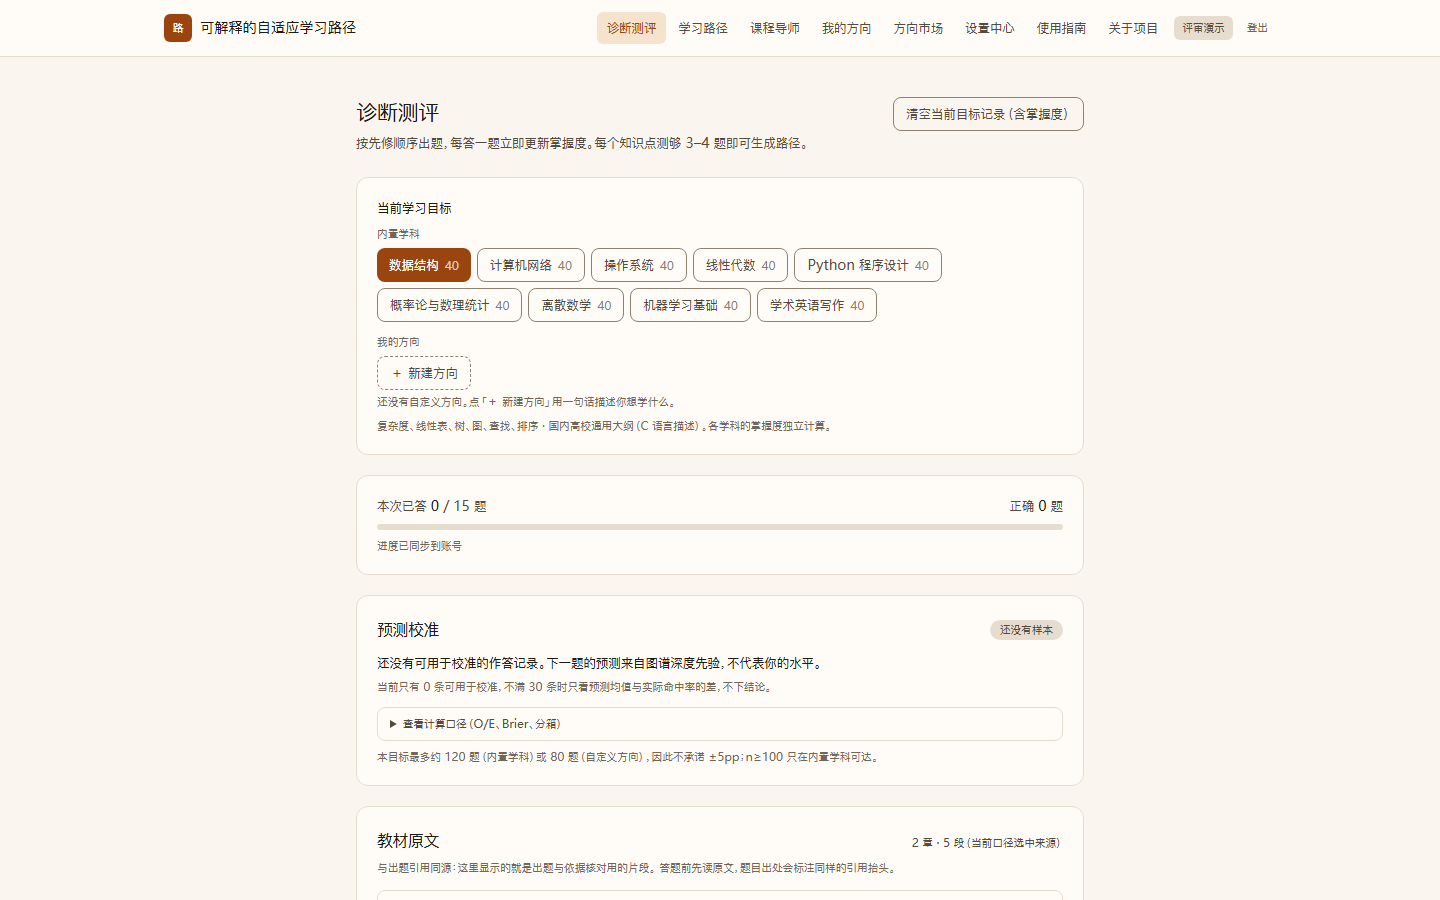 路 可解释的自适应学习路径 诊断测评 学习路径 课程导师 我的方向 方向市场 设置中心 使用指南 关于项目 评审演示 登出
诊断测评
清空当前目标记录 (含掌握度)
按先修顺序出题，每答一题立即更新掌握度。每个知识点测够 3–4 题即可生成路径。
当前学习目标
内置学科
数据结构 40 计算机网络 40 操作系统 40 线性代数 40 Python 程序设计 40
概率论与数理统计 40 离散数学 40 机器学习基础 40 学术英语写作 40
我的方向
+ 新建方向
还没有自定义方向。点「+ 新建方向」用一句话描述你想学什么。
复杂度、线性表、树、图、查找、排序 · 国内高校通用大纲 (C 语言描述) 。各学科的掌握度独立计算。
本次已答 0 / 15 题 正确 0 题
进度已同步到账号
预测校准 还没有样本
还没有可用于校准的作答记录。下一题的预测来自图谱深度先验，不代表你的水平。
当前只有 0 条可用于校准，不满 30 条时只看预测均值与实际命中率的差，不下结论。
▶ 查看计算口径 (O/E、Brier、分箱)
本目标最多约 120 题 (内置学科) 或 80 题 (自定义方向) ，因此不承诺 ±5pp；n≥100 只在内置学科可达。
教材原文 2 章 · 5 段 (当前口径选中来源)
与出题引用同源：这里显示的就是出题与依据核对用的片段。 答题前先读原文，题目出处会标注同样的引用抬头。